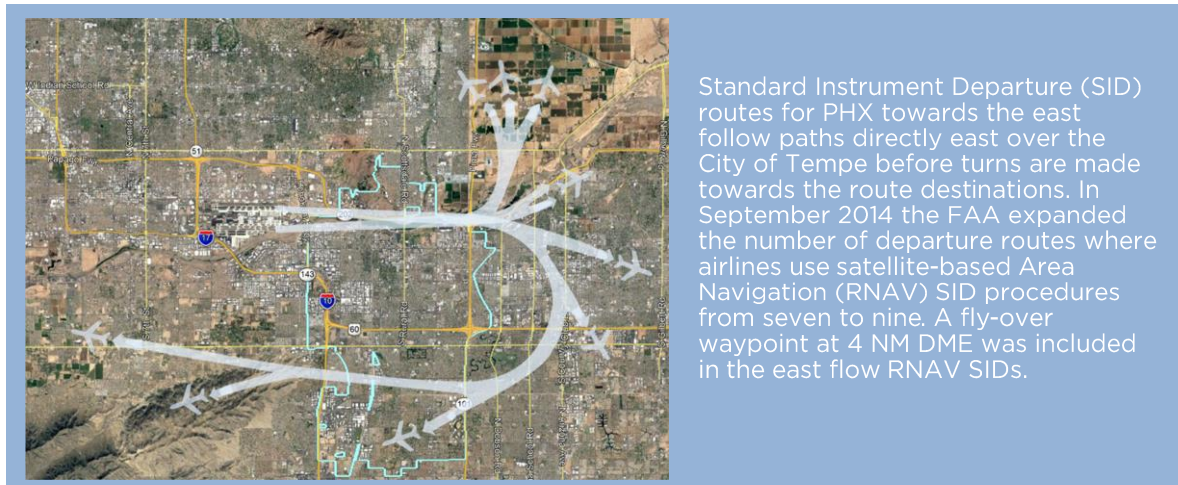 Standard Instrument Departure (SID)
routes for PHX towards the east
follow paths directly east over the
City of Tempe before turns are made
towards the route destinations. In
September 2014 the FAA expanded
the number of departure routes where
airlines use satellite-based Area
Navigation (RNAV) SID procedures
from seven to nine. A fly-over
waypoint at 4 NM DME was included
in the east flow RNAV SIDs.
51
17
143
10
60
101